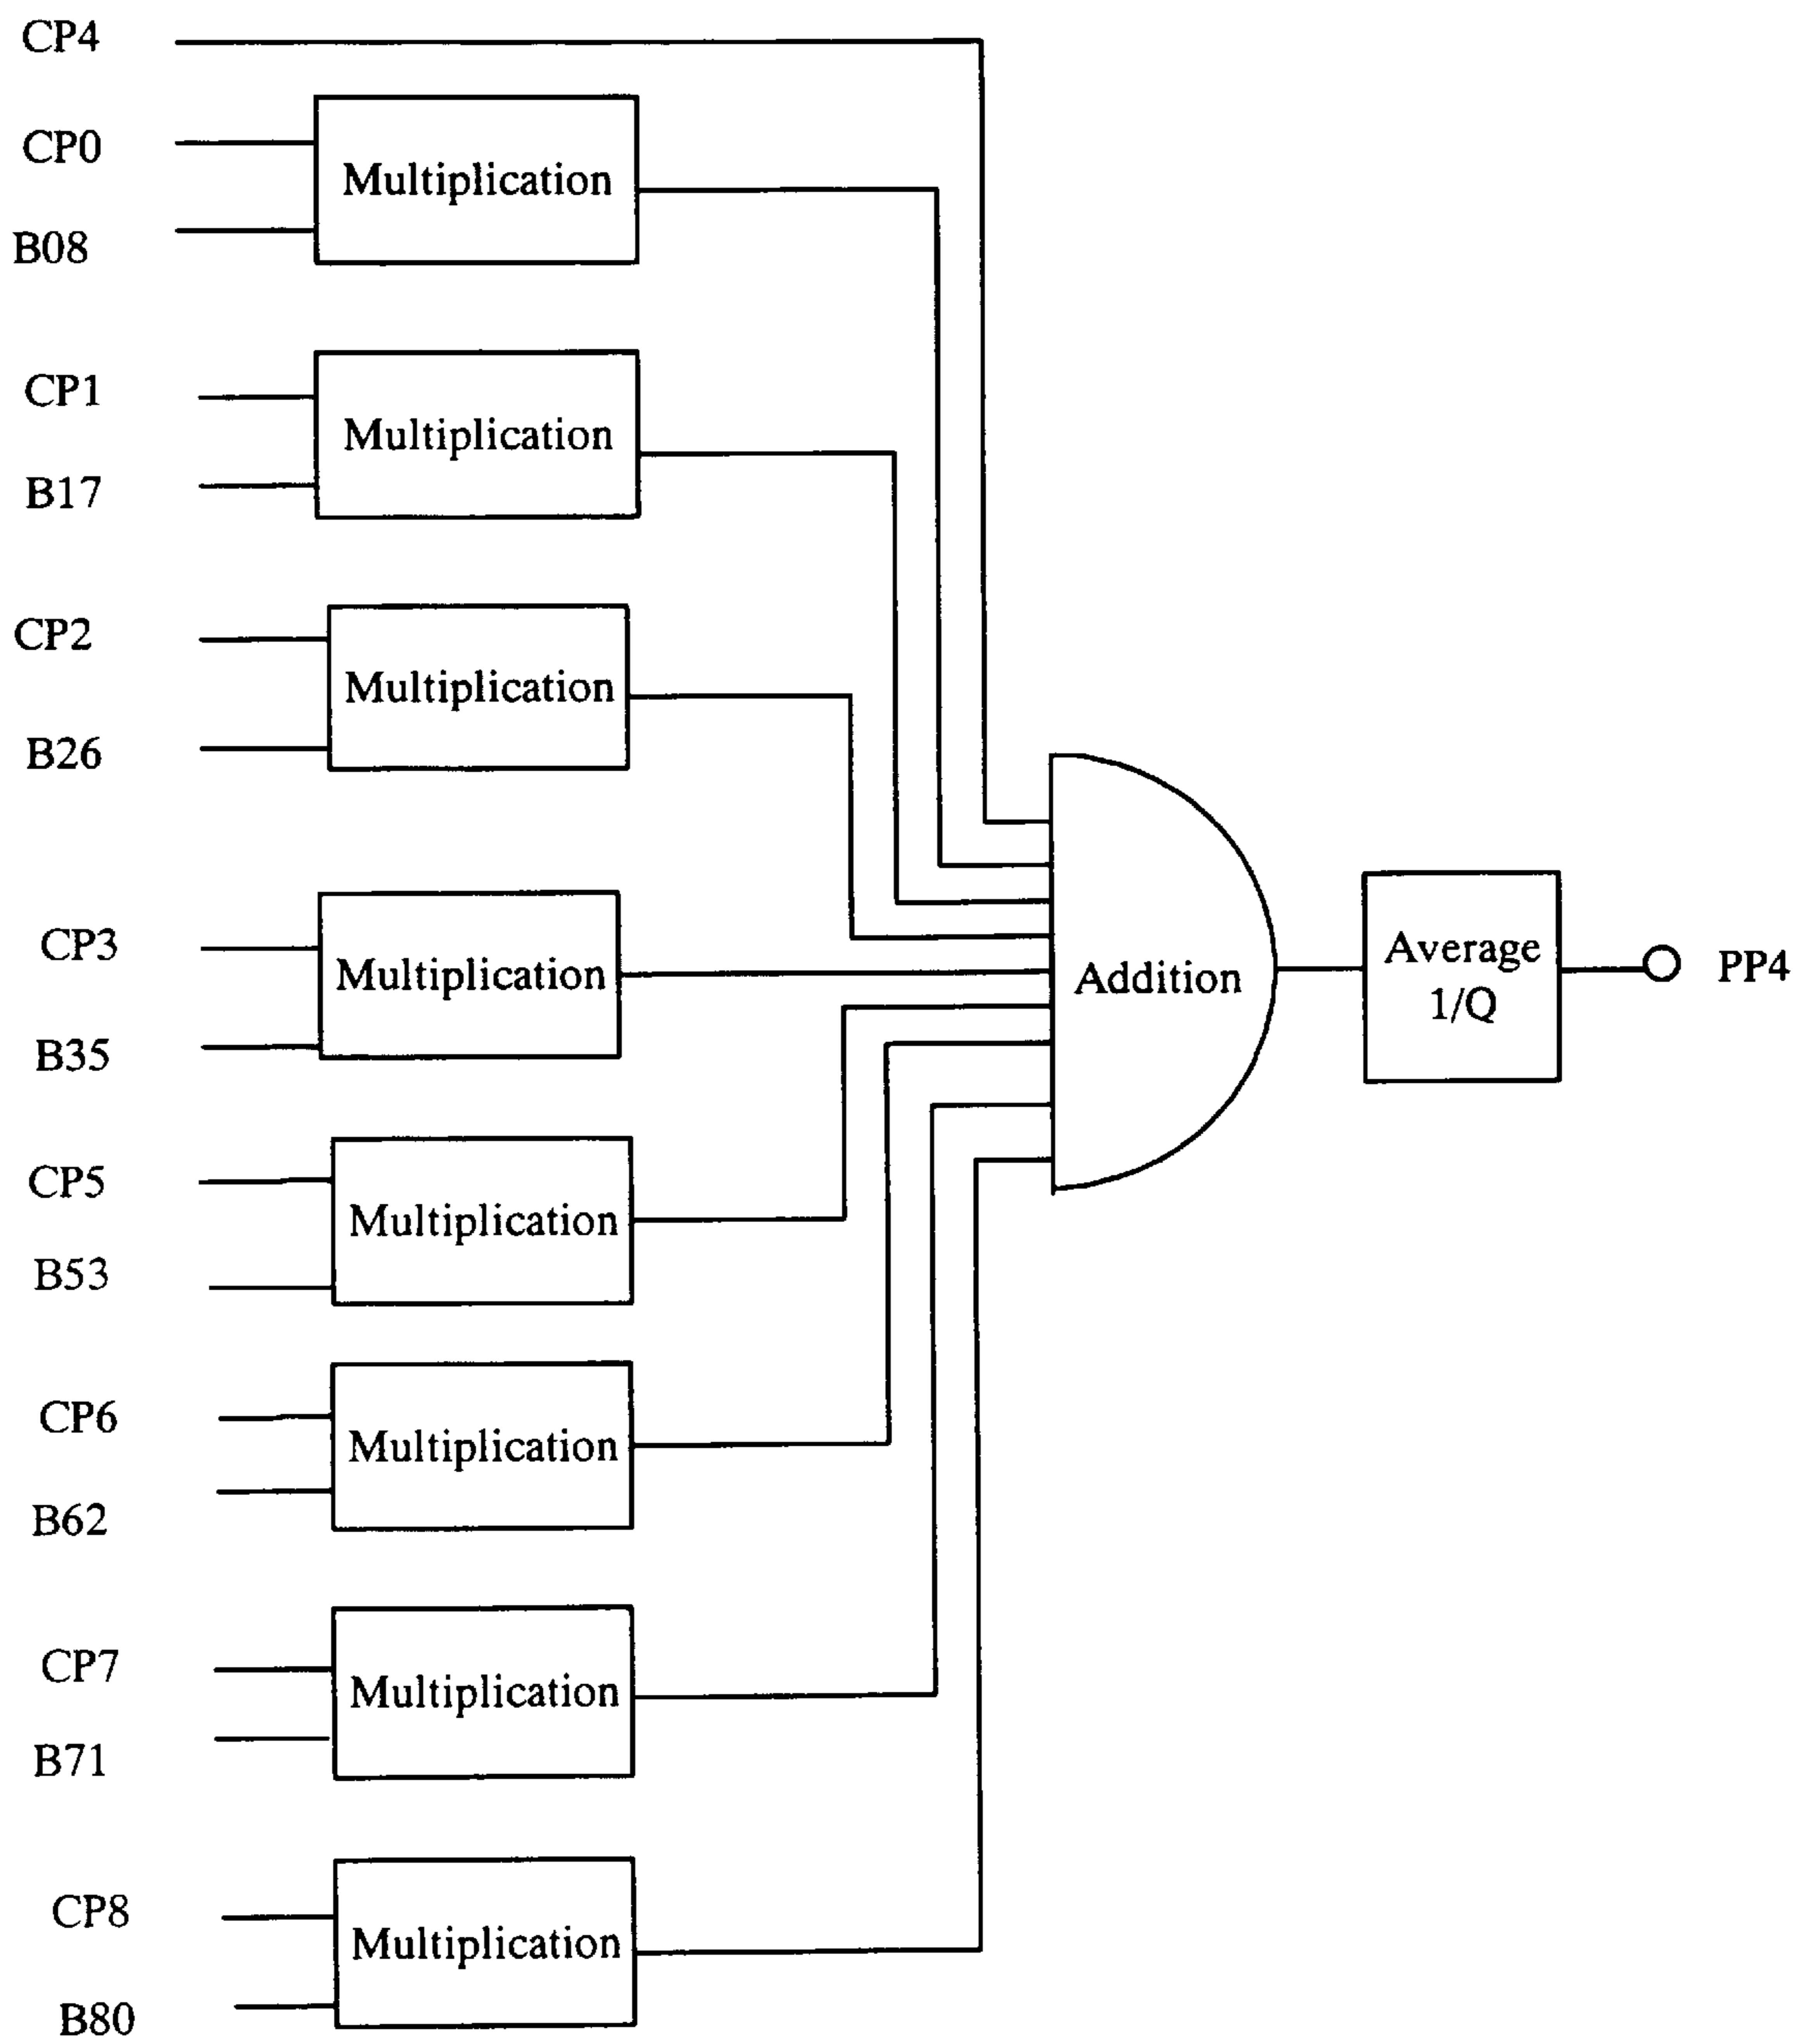 CP4
CP0
Multiplication
B08
CP1
Multiplication
B17
CP2
Multiplication
B26
CP3
Multiplication
B35
CP5
Multiplication
B53
CP6
Multiplication
B62
CP7
Multiplication
B71
CP8
Multiplication
B80
Addition
Average
1/Q
PP4